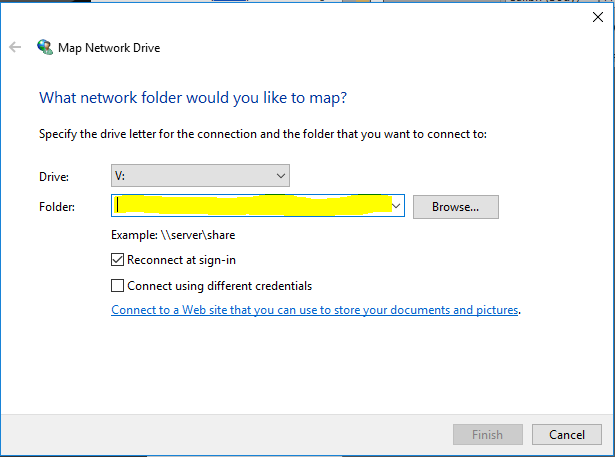 Map Network Drive
What network folder would you like to map?
Specify the drive letter for the connection and the folder that you want to connect to:
Drive: V:
Folder: Browse...
Example: \\server\share
Reconnect at sign-in
Connect using different credentials
Connect to a Web site that you can use to store your documents and pictures.
Finish Cancel